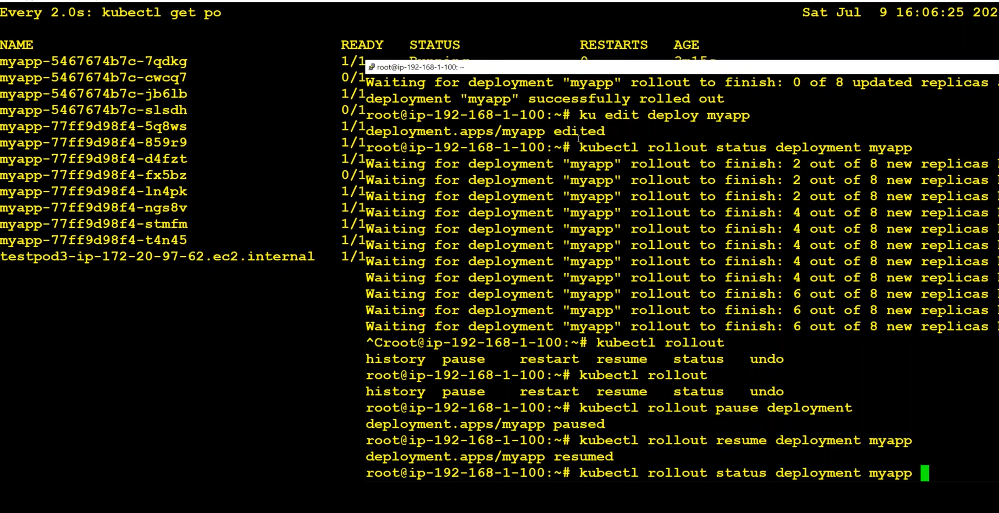 Every 2.0s: kubectl get po Sat Jul 9 16:06:25 202
NAME READY STATUS RESTARTS AGE
myapp-5467674b7c-7qdkg 1/1 Running 0
myapp-5467674b7c-cwcq7 0/1
myapp-5467674b7c-jb6lb 1/1
myapp-5467674b7c-slsdh 0/1
myapp-77ff9d98f4-5q8ws 1/1
myapp-77ff9d98f4-859r9 1/1
myapp-77ff9d98f4-d4fzt 1/1
myapp-77ff9d98f4-fx5bz 0/1
myapp-77ff9d98f4-ln4pk 1/1
myapp-77ff9d98f4-ngs8v 1/1
myapp-77ff9d98f4-stmfm 1/1
myapp-77ff9d98f4-t4n45 1/1
testpod3-ip-172-20-97-62.ec2.internal 1/1
root@ip-192-168-1-100: ~
Waiting for deployment "myapp" rollout to finish: 0 of 8 updated replicas
deployment "myapp" successfully rolled out
root@ip-192-168-1-100:~# ku edit deploy myapp
deployment.apps/myapp edited
root@ip-192-168-1-100:~# kubectl rollout status deployment myapp
Waiting for deployment "myapp" rollout to finish: 2 out of 8 new replicas
Waiting for deployment "myapp" rollout to finish: 2 out of 8 new replicas
Waiting for deployment "myapp" rollout to finish: 2 out of 8 new replicas
Waiting for deployment "myapp" rollout to finish: 4 out of 8 new replicas
Waiting for deployment "myapp" rollout to finish: 4 out of 8 new replicas
Waiting for deployment "myapp" rollout to finish: 4 out of 8 new replicas
Waiting for deployment "myapp" rollout to finish: 4 out of 8 new replicas
Waiting for deployment "myapp" rollout to finish: 4 out of 8 new replicas
Waiting for deployment "myapp" rollout to finish: 6 out of 8 new replicas
Waiting for deployment "myapp" rollout to finish: 6 out of 8 new replicas
Waiting for deployment "myapp" rollout to finish: 6 out of 8 new replicas
^Croot@ip-192-168-1-100:~# kubectl rollout
history pause restart resume status undo
root@ip-192-168-1-100:~# kubectl rollout
history pause restart resume status undo
root@ip-192-168-1-100:~# kubectl rollout pause deployment
deployment.apps/myapp paused
root@ip-192-168-1-100:~# kubectl rollout resume deployment myapp
deployment.apps/myapp resumed
root@ip-192-168-1-100:~# kubectl rollout status deployment myapp